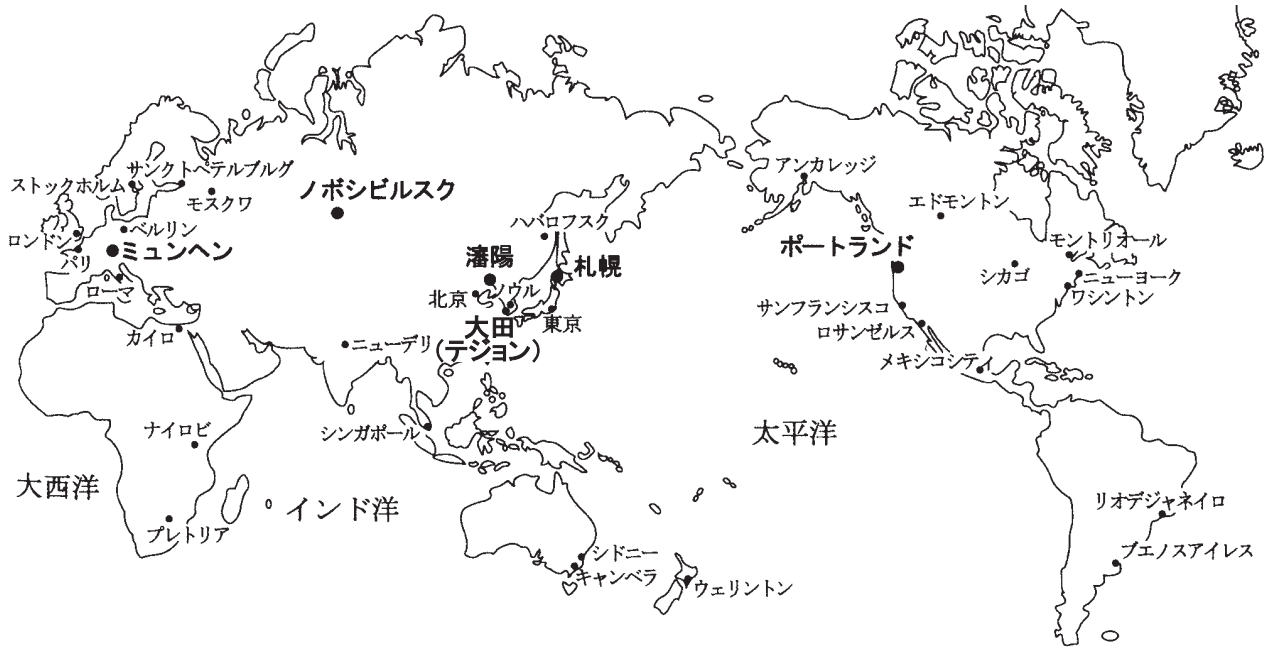 サンクトペテルブルグ
ストックホルム
モスクワ
ノボシビルスク
アンカレッジ
エドモントン
ハバロフスク
ロンドン
ベルリン
ミュンヘン
パリ
ローマ
瀋陽
札幌
北京
ソウル
大田
(テジョン)
東京
ポートランド
モントリオール
シカゴ
ニューヨーク
ワシントン
サンフランシスコ
ロサンゼルス
メキシコシティ
カイロ
ニューデリ
ナイロビ
シンガポール
太平洋
大西洋
インド洋
プレトリア
リオデジャネイロ
ブエノスアイレス
シドニー
キャンベラ
ウェリントン